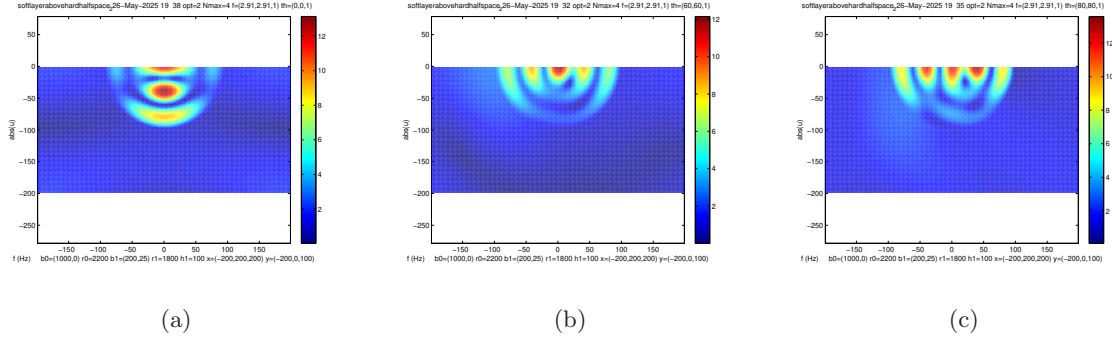 softlayerabovehardhalfspace226-May-2025 19 38 opt=2 Nmax=4 f=(2.91,2.91,1) th=(0,0,1)
50
0
−50
−100
−150
−200
−250
abs(u)
−150 −100 −50 0 50 100 150
f (Hz) b0=(1000,0) r0=2200 b1=(200,25) r1=1800 h1=100 x=(−200,200,200) y=(−200,0,100)
12
10
8
6
4
2
(a)
softlayerabovehardhalfspace226-May-2025 19 32 opt=2 Nmax=4 f=(2.91,2.91,1) th=(60,60,1)
50
0
−50
−100
−150
−200
−250
abs(u)
−150 −100 −50 0 50 100 150
f (Hz) b0=(1000,0) r0=2200 b1=(200,25) r1=1800 h1=100 x=(−200,200,200) y=(−200,0,100)
12
10
8
6
4
2
(b)
softlayerabovehardhalfspace226-May-2025 19 35 opt=2 Nmax=4 f=(2.91,2.91,1) th=(80,80,1)
50
0
−50
−100
−150
−200
−250
abs(u)
−150 −100 −50 0 50 100 150
f (Hz) b0=(1000,0) r0=2200 b1=(200,25) r1=1800 h1=100 x=(−200,200,200) y=(−200,0,100)
12
10
8
6
4
2
(c)